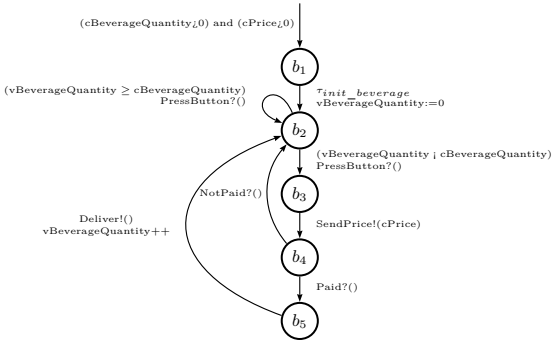 (cBeverageQuantity¿0) and (cPrice¿0)
b1
τinit_beverage
vBeverageQuantity:=0
(vBeverageQuantity ≥ cBeverageQuantity)
PressButton?()
b2
(vBeverageQuantity ¡ cBeverageQuantity)
PressButton?()
NotPaid?()
b3
Deliver!()
vBeverageQuantity++
SendPrice!(cPrice)
b4
Paid?()
b5